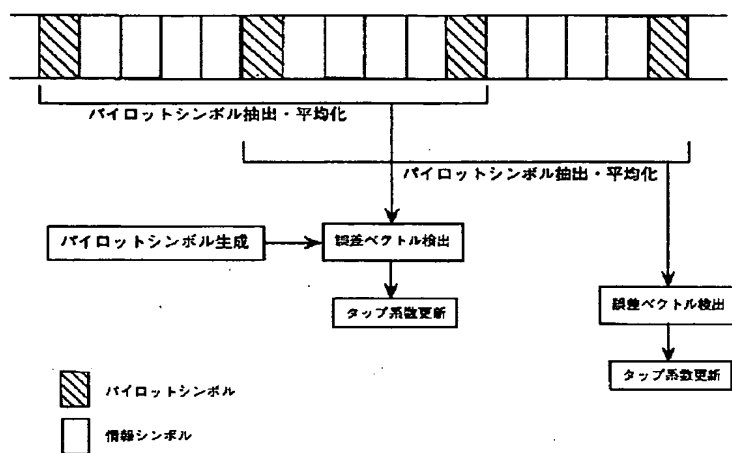 パイロットシンボル抽出・平均化
パイロットシンボル抽出・平均化
パイロットシンボル生成
誤差ベクトル検出
タップ系数更新
誤差ベクトル検出
タップ系数更新
パイロットシンボル
情報シンボル